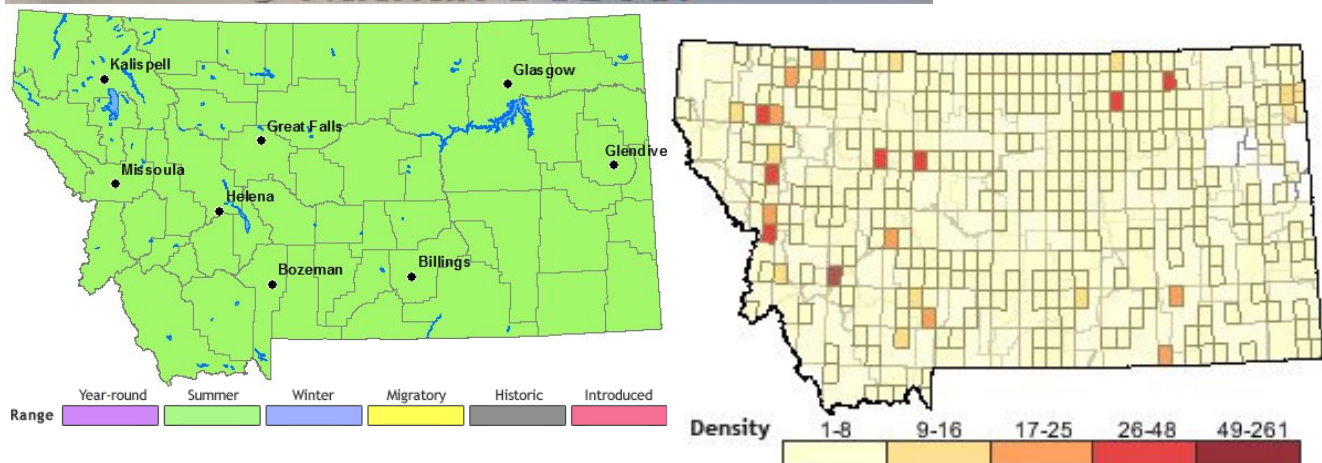 Kalispell
Glasgow
Great Falls
Glendive
Missoula
Helena
Bozeman
Billings
Range Year-round Summer Winter Migratory Historic Introduced
Density 1-8 9-16 17-25 26-48 49-261